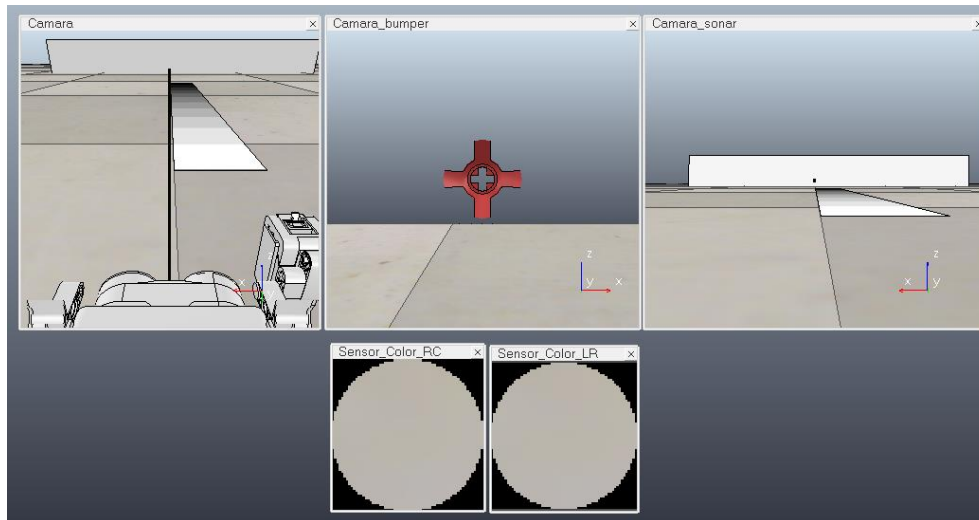 Camara ×
Camara_bumper ×
Camara_sonar ×
z
x
z
y x
z
x y
Sensor_Color_RC ×
Sensor_Color_LR ×